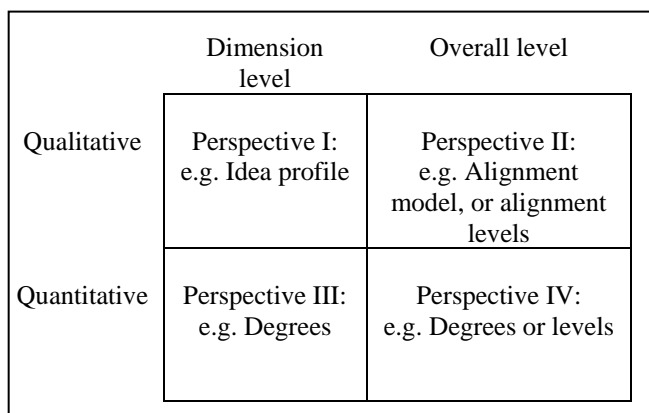 Dimension level
Overall level
Qualitative
Perspective I:
e.g. Idea profile
Perspective II:
e.g. Alignment
model, or alignment
levels
Quantitative
Perspective III:
e.g. Degrees
Perspective IV:
e.g. Degrees or levels